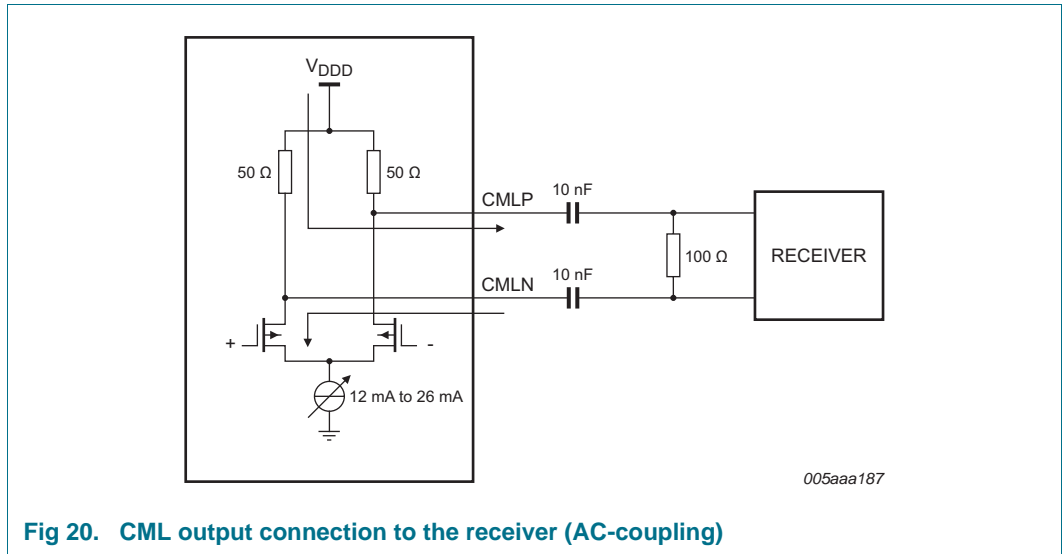 VDDD
50 Ω
50 Ω
CMLP
10 nF
100 Ω
RECEIVER
CMLN
10 nF
+
-
12 mA to 26 mA
005aaa187
Fig 20. CML output connection to the receiver (AC-coupling)